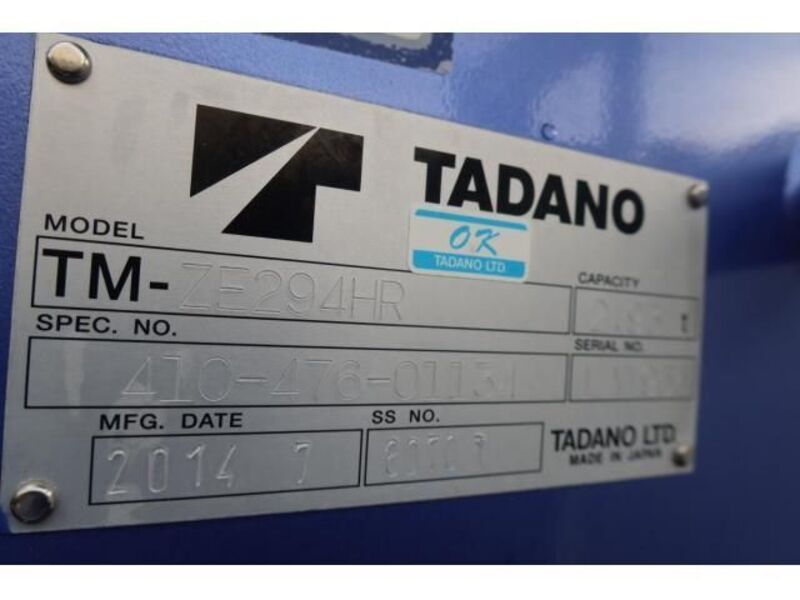 TADANO
OK
TADANO LTD.
MODEL
TM-ZE294HR
CAPACITY
t
SPEC. NO.
SERIAL NO.
410-476-01131
MFG. DATE
SS NO.
2014 7
TADANO LTD.
MADE IN JAPAN